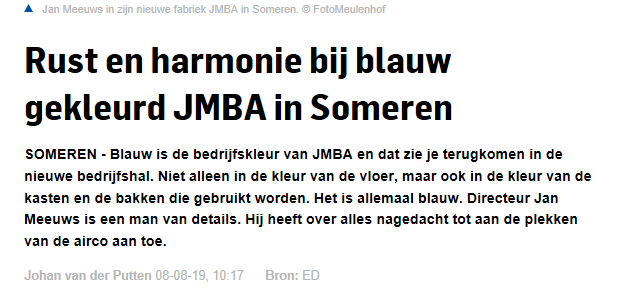 Jan Meeuws in zijn nieuwe fabriek JMBA in Someren. © FotoMeulenhof
Rust en harmonie bij blauw
gekleurd JMBA in Someren
SOMEREN - Blauw is de bedrijfskleur van JMBA en dat zie je terugkomen in de
nieuwe bedrijfshal. Niet alleen in de kleur van de vloer, maar ook in de kleur van de
kasten en de bakken die gebruikt worden. Het is allemaal blauw. Directeur Jan
Meeuws is een man van details. Hij heeft over alles nagedacht tot aan de plekken
van de airco aan toe.
Johan van der Putten 08-08-19, 10:17 Bron: ED